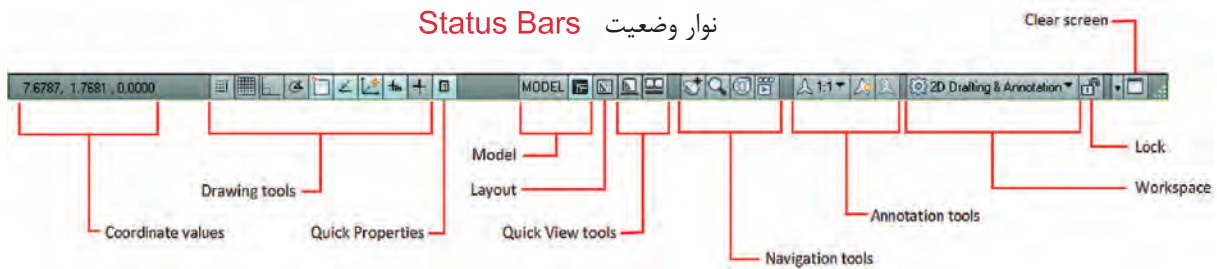 نوار وضعیت Status Bars
Clear screen
7.6787, 1.7681 , 0.0000
MODEL
1:1
2D Drafting & Annotation
Model
Lock
Drawing tools
Layout
Workspace
Annotation tools
Coordinate values
Quick Properties
Quick View tools
Navigation tools